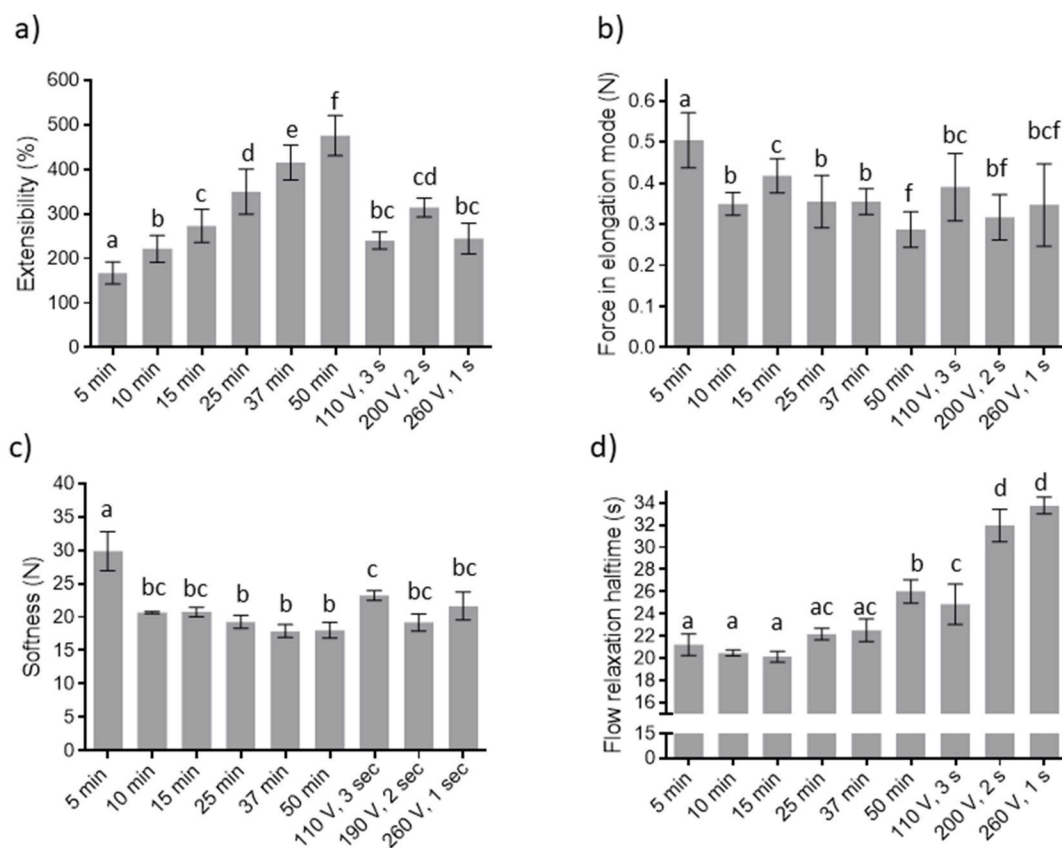 a)
Extensibility (%)
600
500
400
300
200
100
0
a
b
c
d
e
f
bc
cd
bc
5 min
10 min
15 min
25 min
37 min
50 min
110 V, 3 s
200 V, 2 s
260 V, 1 s
b)
Force in elongation mode (N)
0.6
0.5
0.4
0.3
0.2
0.1
0.0
a
b
c
b
b
f
bc
bf
bcf
5 min
10 min
15 min
25 min
37 min
50 min
110 V, 3 s
200 V, 2 s
260 V, 1 s
c)
Softness (N)
40
35
30
25
20
15
10
5
0
a
bc
bc
b
b
b
c
bc
bc
5 min
10 min
15 min
25 min
37 min
50 min
110 V, 3 sec
190 V, 2 sec
260 V, 1 sec
d)
Flow relaxation halftime (s)
34
32
30
28
26
24
22
20
18
16
15
0
a
a
a
ac
ac
b
c
d
d
5 min
10 min
15 min
25 min
37 min
50 min
110 V, 3 s
200 V, 2 s
260 V, 1 s